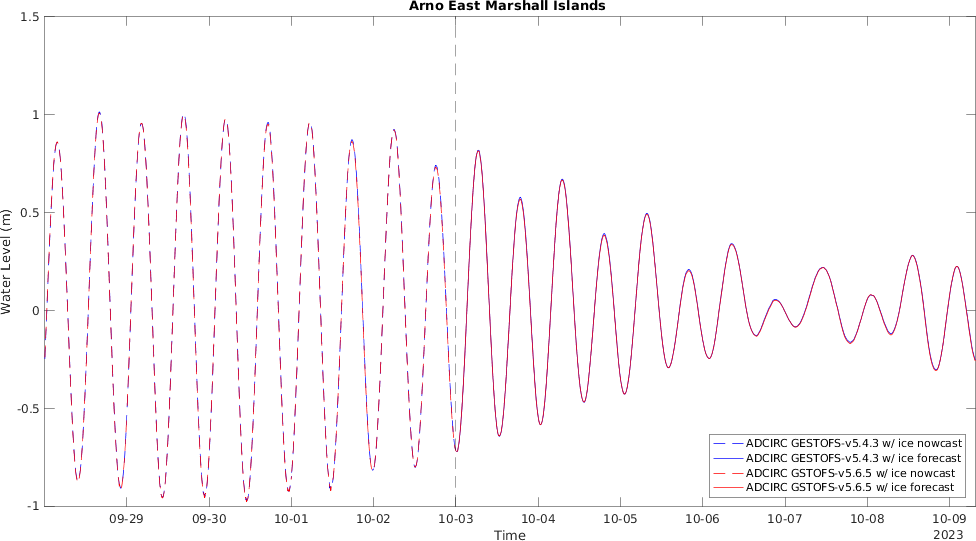 Arno East Marshall Islands
Water Level (m)
1.5
1
0.5
0
-0.5
-1
ADCIRC GESTOFS-v5.4.3 w/ ice nowcast
ADCIRC GESTOFS-v5.4.3 w/ ice forecast
ADCIRC GSTOFS-v5.6.5 w/ ice nowcast
ADCIRC GSTOFS-v5.6.5 w/ ice forecast
09-29 09-30 10-01 10-02 10-03 10-04 10-05 10-06 10-07 10-08 10-09
2023
Time